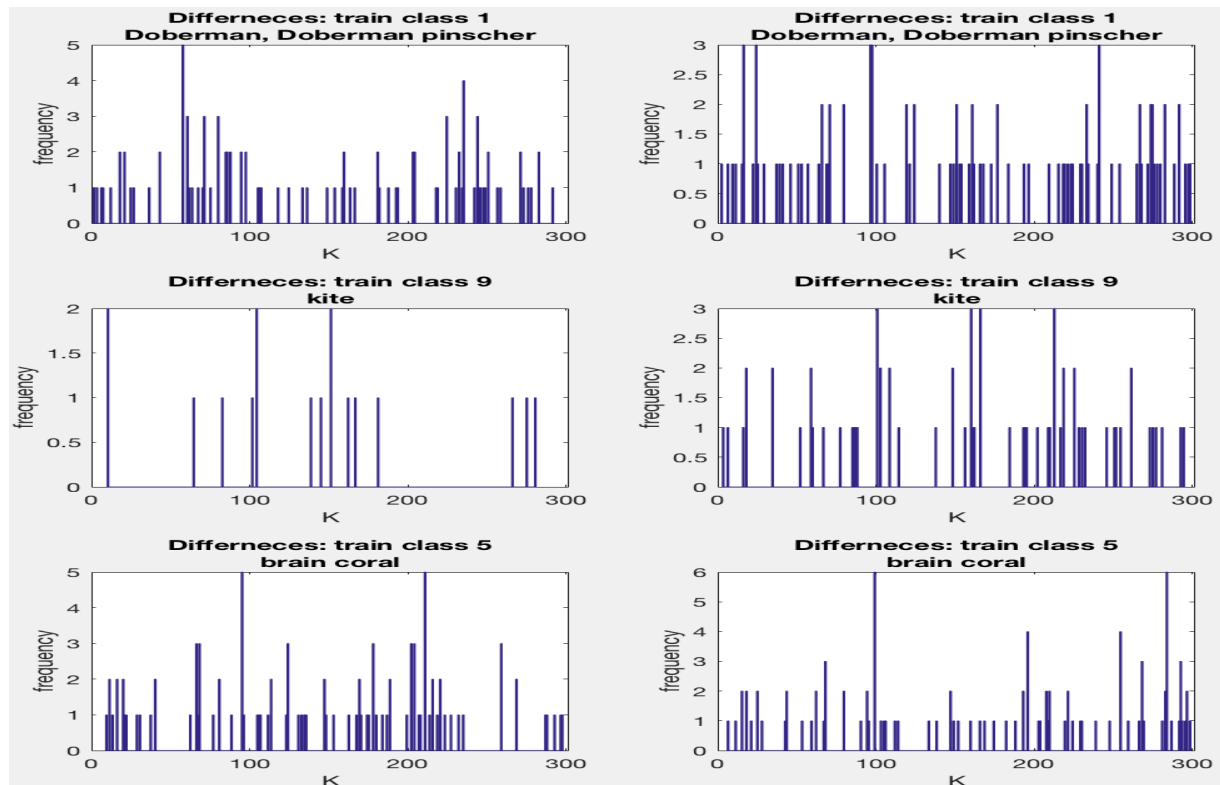 Differneces: train class 1
Doberman, Doberman pinscher
5
4
3
2
1
0
frequency
0 100 200 300
K
Differneces: train class 1
Doberman, Doberman pinscher
3
2.5
2
1.5
1
0.5
0
frequency
0 100 200 300
K
Differneces: train class 9
kite
2
1.5
1
0.5
0
frequency
0 100 200 300
K
Differneces: train class 9
kite
3
2.5
2
1.5
1
0.5
0
frequency
0 100 200 300
K
Differneces: train class 5
brain coral
5
4
3
2
1
0
frequency
0 100 200 300
K
Differneces: train class 5
brain coral
6
5
4
3
2
1
0
frequency
0 100 200 300
K